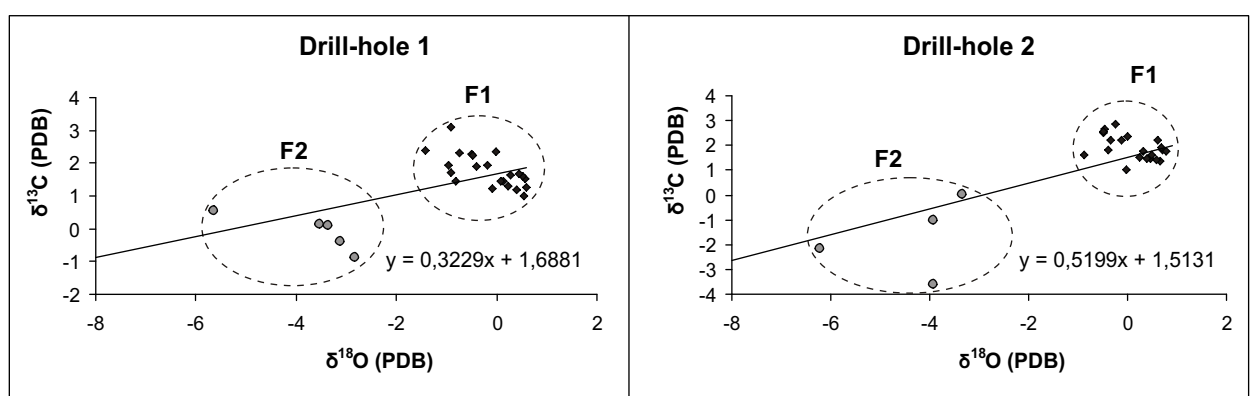 Drill-hole 1
F1
F2
δ13C (PDB)
4
3
2
1
0
-1
-2
y = 0,3229x + 1,6881
-8 -6 -4 -2 0 2
δ18O (PDB)
Drill-hole 2
F1
F2
δ13C (PDB)
4
3
2
1
0
-1
-2
-3
-4
y = 0,5199x + 1,5131
-8 -6 -4 -2 0 2
δ18O (PDB)